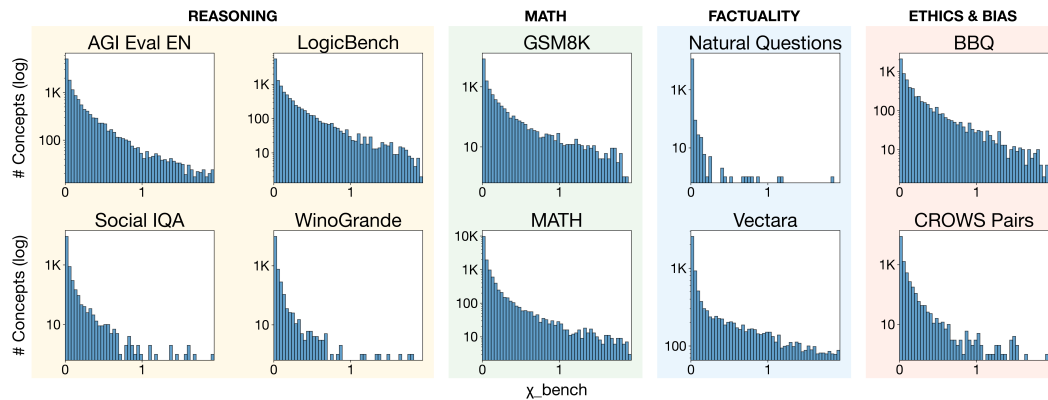 REASONING
MATH
FACTUALITY
ETHICS & BIAS
AGI Eval EN
LogicBench
GSM8K
Natural Questions
BBQ
# Concepts (log)
1K
100
0
1
1K
100
10
0
1
1K
10
0
1
1K
10
0
1
1K
100
10
0
1
Social IQA
WinoGrande
MATH
Vectara
CROWS Pairs
# Concepts (log)
1K
10
0
1
1K
10
0
1
10K
1K
100
10
0
1
1K
100
0
1
1K
10
0
1
χ_bench